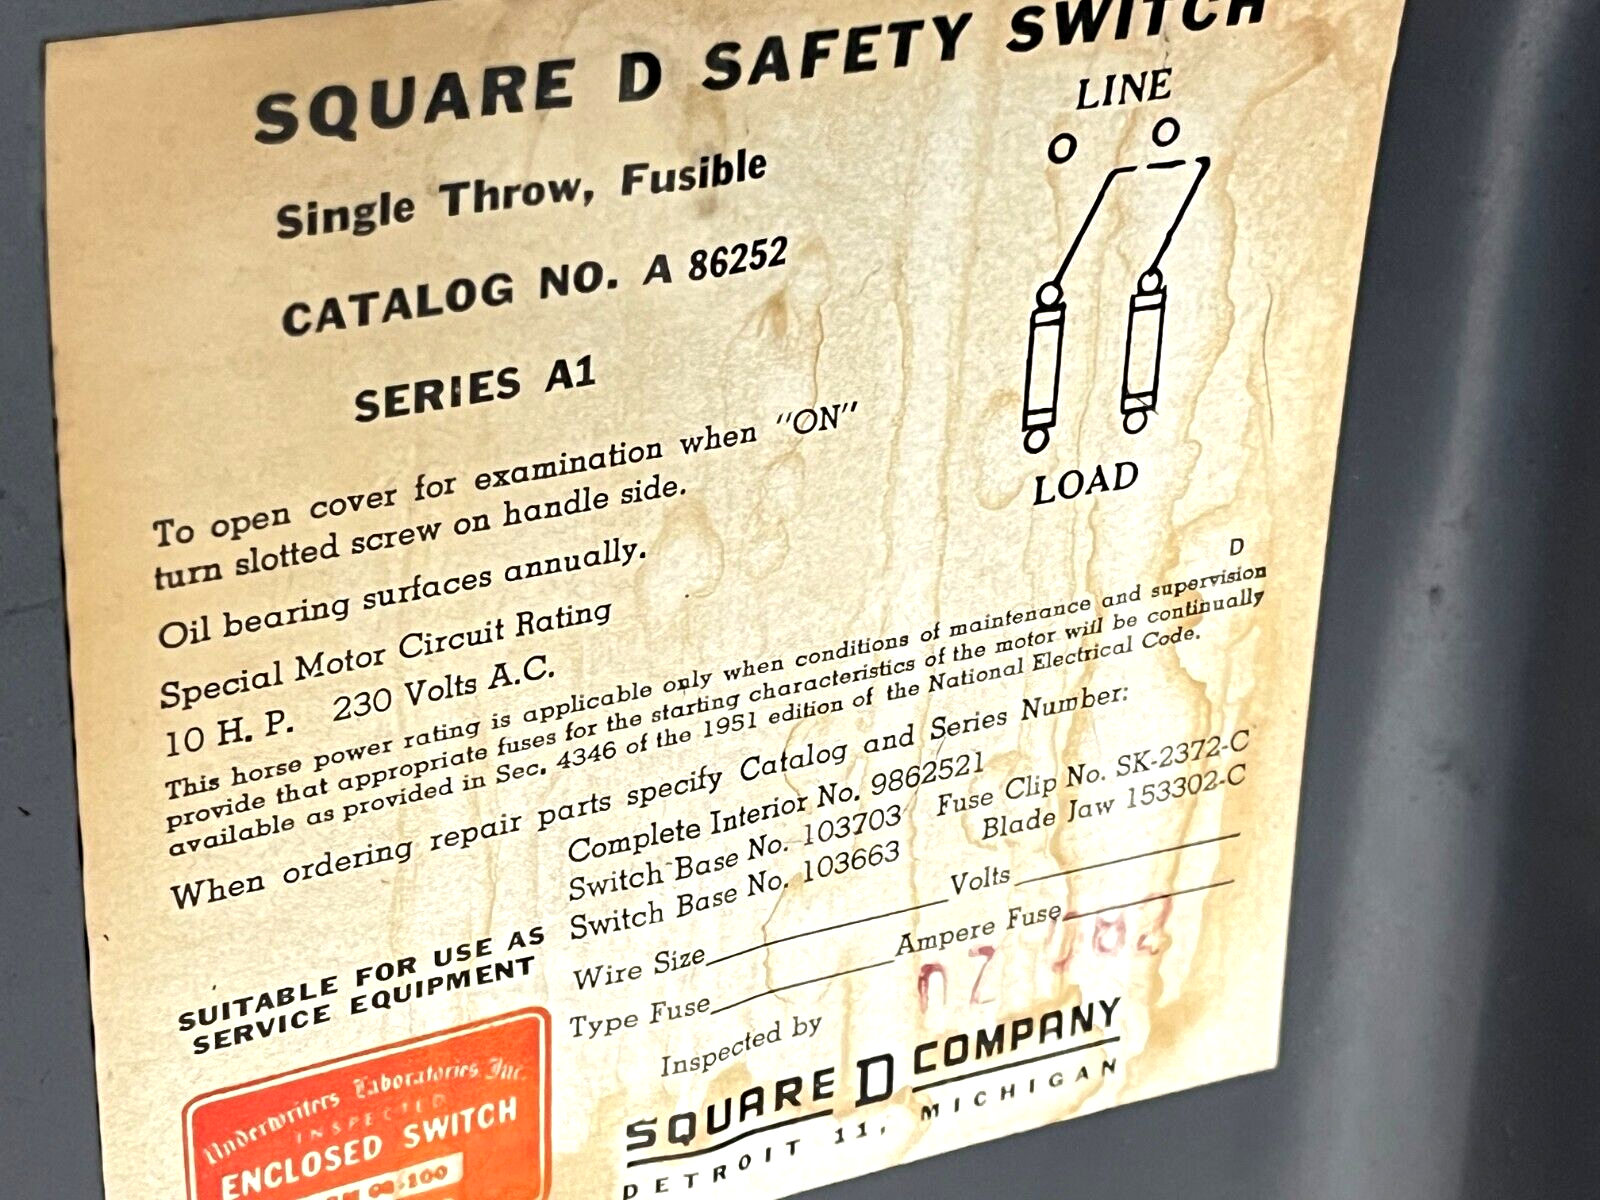 SQUARE D SAFETY SWITCH
LINE
Single Throw, Fusible
CATALOG NO. A 86252
SERIES A1
LOAD
To open cover for examination when "ON"
turn slotted screw on handle side.
Oil bearing surfaces annually.
D
Special Motor Circuit Rating
10 H. P. 230 Volts A.C.
This horse power rating is applicable only when conditions of maintenance and supervision
provide that appropriate fuses for the starting characteristics of the motor will be continually
available as provided in Sec. 4346 of the 1951 edition of the National Electrical Code.
When ordering repair parts specify Catalog and Series Number:
Complete Interior No. 9862521
Switch Base No. 103703 Fuse Clip No. SK-2372-C
Switch Base No. 103663 Blade Jaw 153302-C
Wire Size Volts
Type Fuse Ampere Fuse
Inspected by
SUITABLE FOR USE AS
SERVICE EQUIPMENT
Underwriters Laboratories Inc.
INSPECTED
ENCLOSED SWITCH
SQUARE D COMPANY
DETROIT 11, MICHIGAN